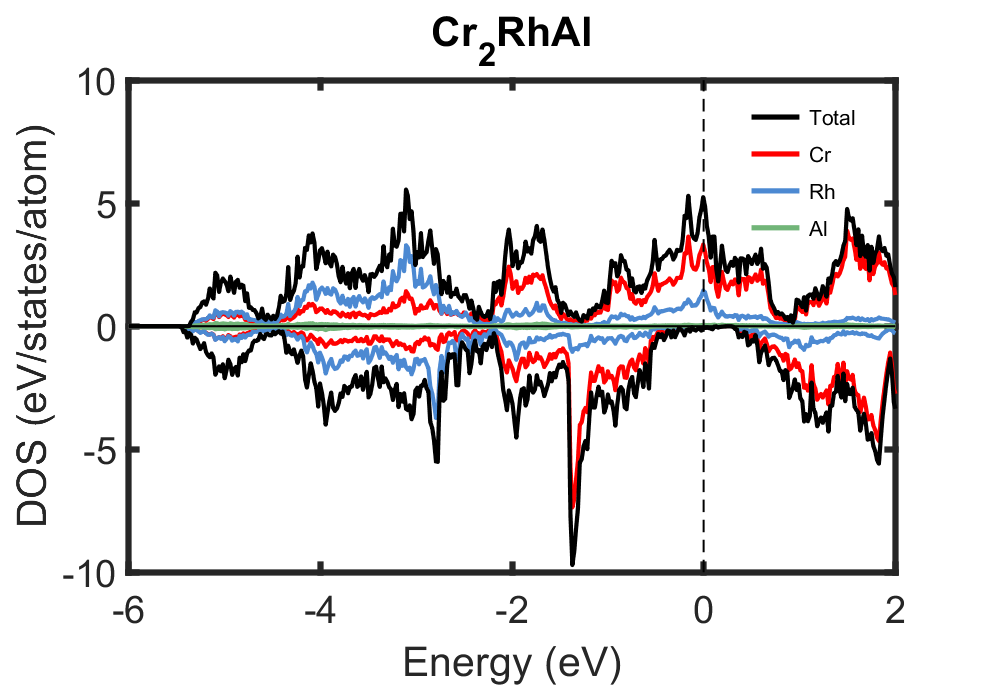 Cr2RhAl
DOS (eV/states/atom)
10
5
0
-5
-10
Total
Cr
Rh
Al
-6 -4 -2 0 2
Energy (eV)